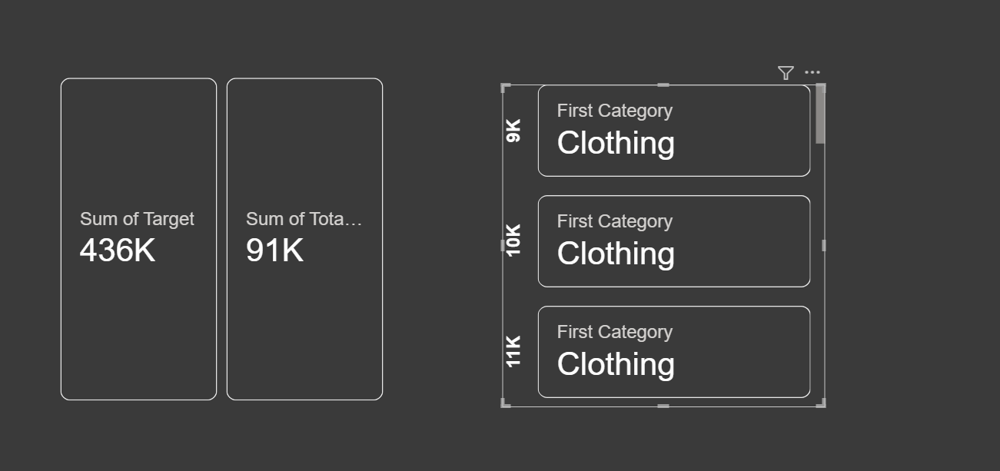 Sum of Target
436K
Sum of Tota…
91K
9K
First Category
Clothing
10K
First Category
Clothing
11K
First Category
Clothing